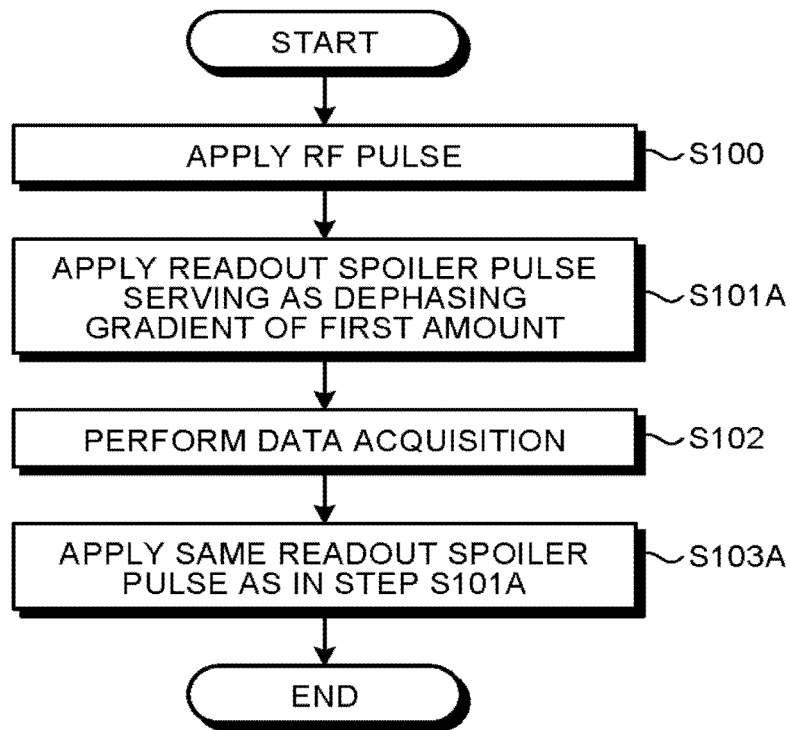 START
APPLY RF PULSE
S100
APPLY READOUT SPOILER PULSE
SERVING AS DEPHASING
GRADIENT OF FIRST AMOUNT
S101A
PERFORM DATA ACQUISITION
S102
APPLY SAME READOUT SPOILER
PULSE AS IN STEP S101A
S103A
END